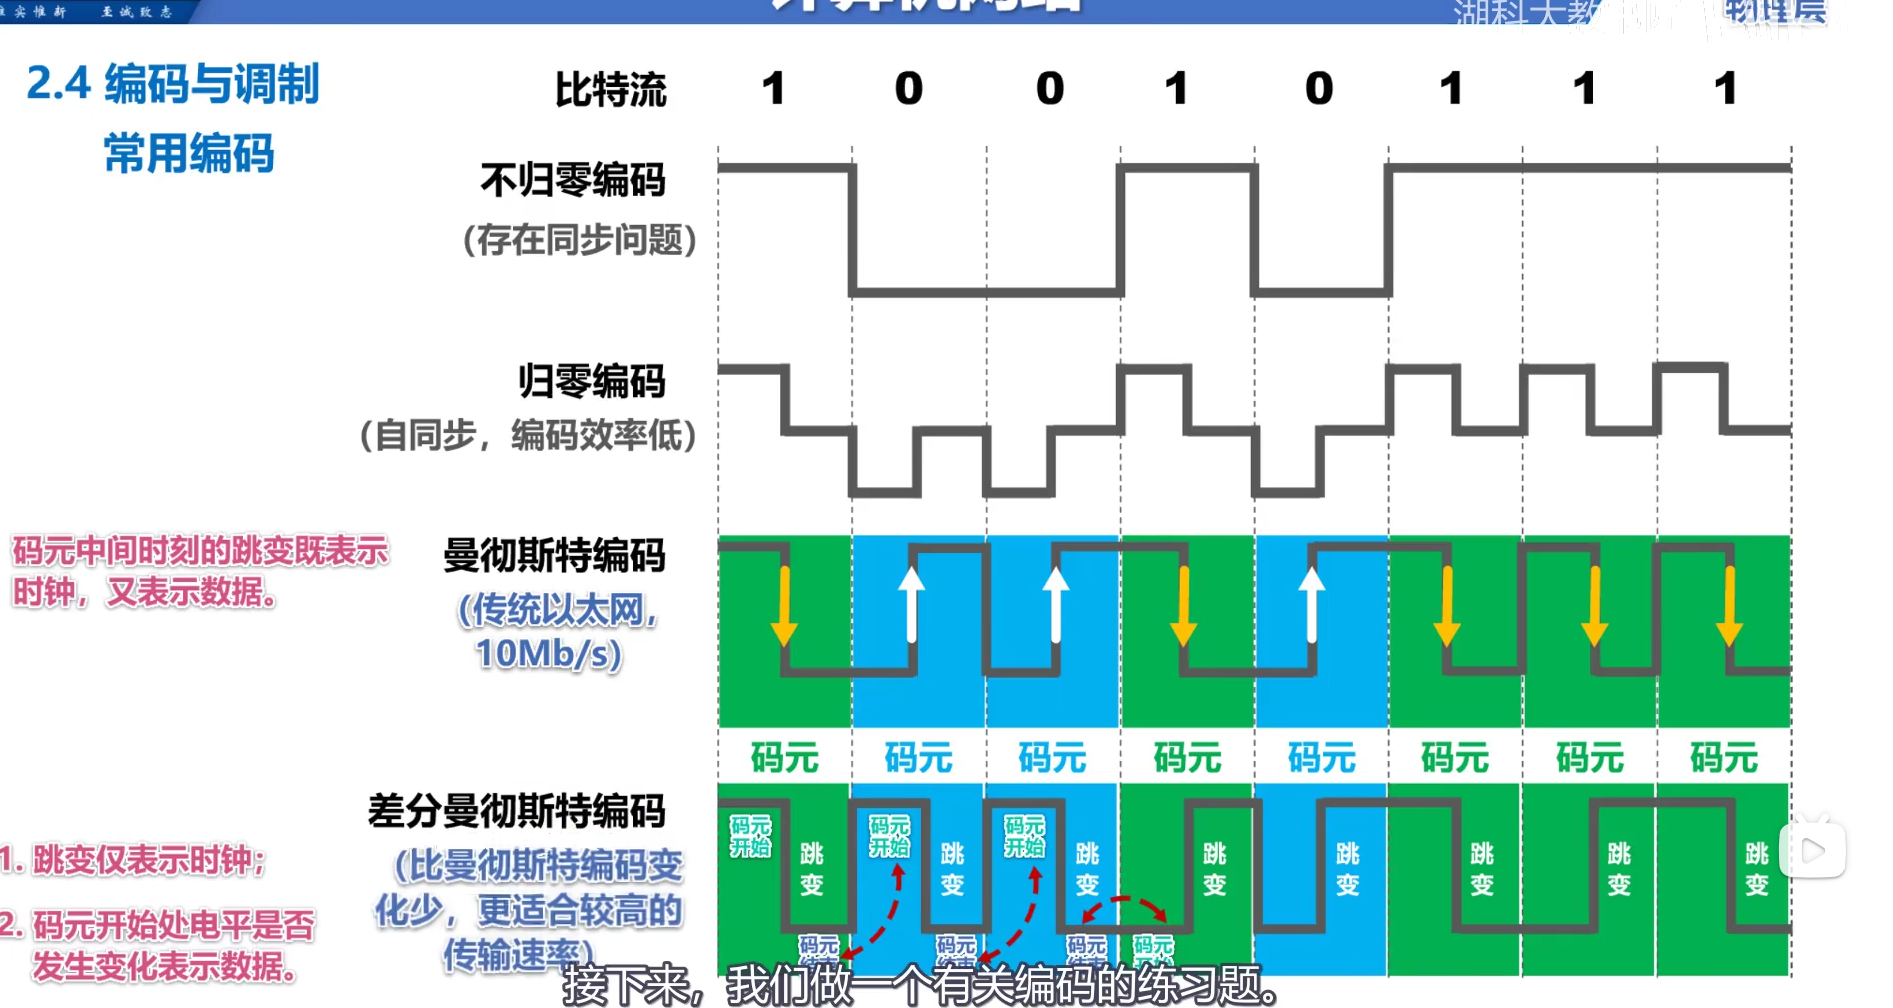 惟实惟新 至诚致志
计算机网络
物理层
2.4 编码与调制
常用编码
比特流 1 0 0 1 0 1 1 1
不归零编码
(存在同步问题)
归零编码
(自同步，编码效率低)
码元中间时刻的跳变既表示
时钟，又表示数据。
曼彻斯特编码
(传统以太网，
10Mb/s)
码元 码元 码元 码元 码元 码元 码元 码元
差分曼彻斯特编码
(比曼彻斯特编码变
化少，更适合较高的
传输速率)
1. 跳变仅表示时钟；
2. 码元开始处电平是否
发生变化表示数据。
码元
开始
码元
开始
码元
开始
跳
变
跳
变
跳
变
跳
变
跳
变
跳
变
跳
变
跳
变
码元
码元
码元
码元
接下来，我们做一个有关编码的练习题。